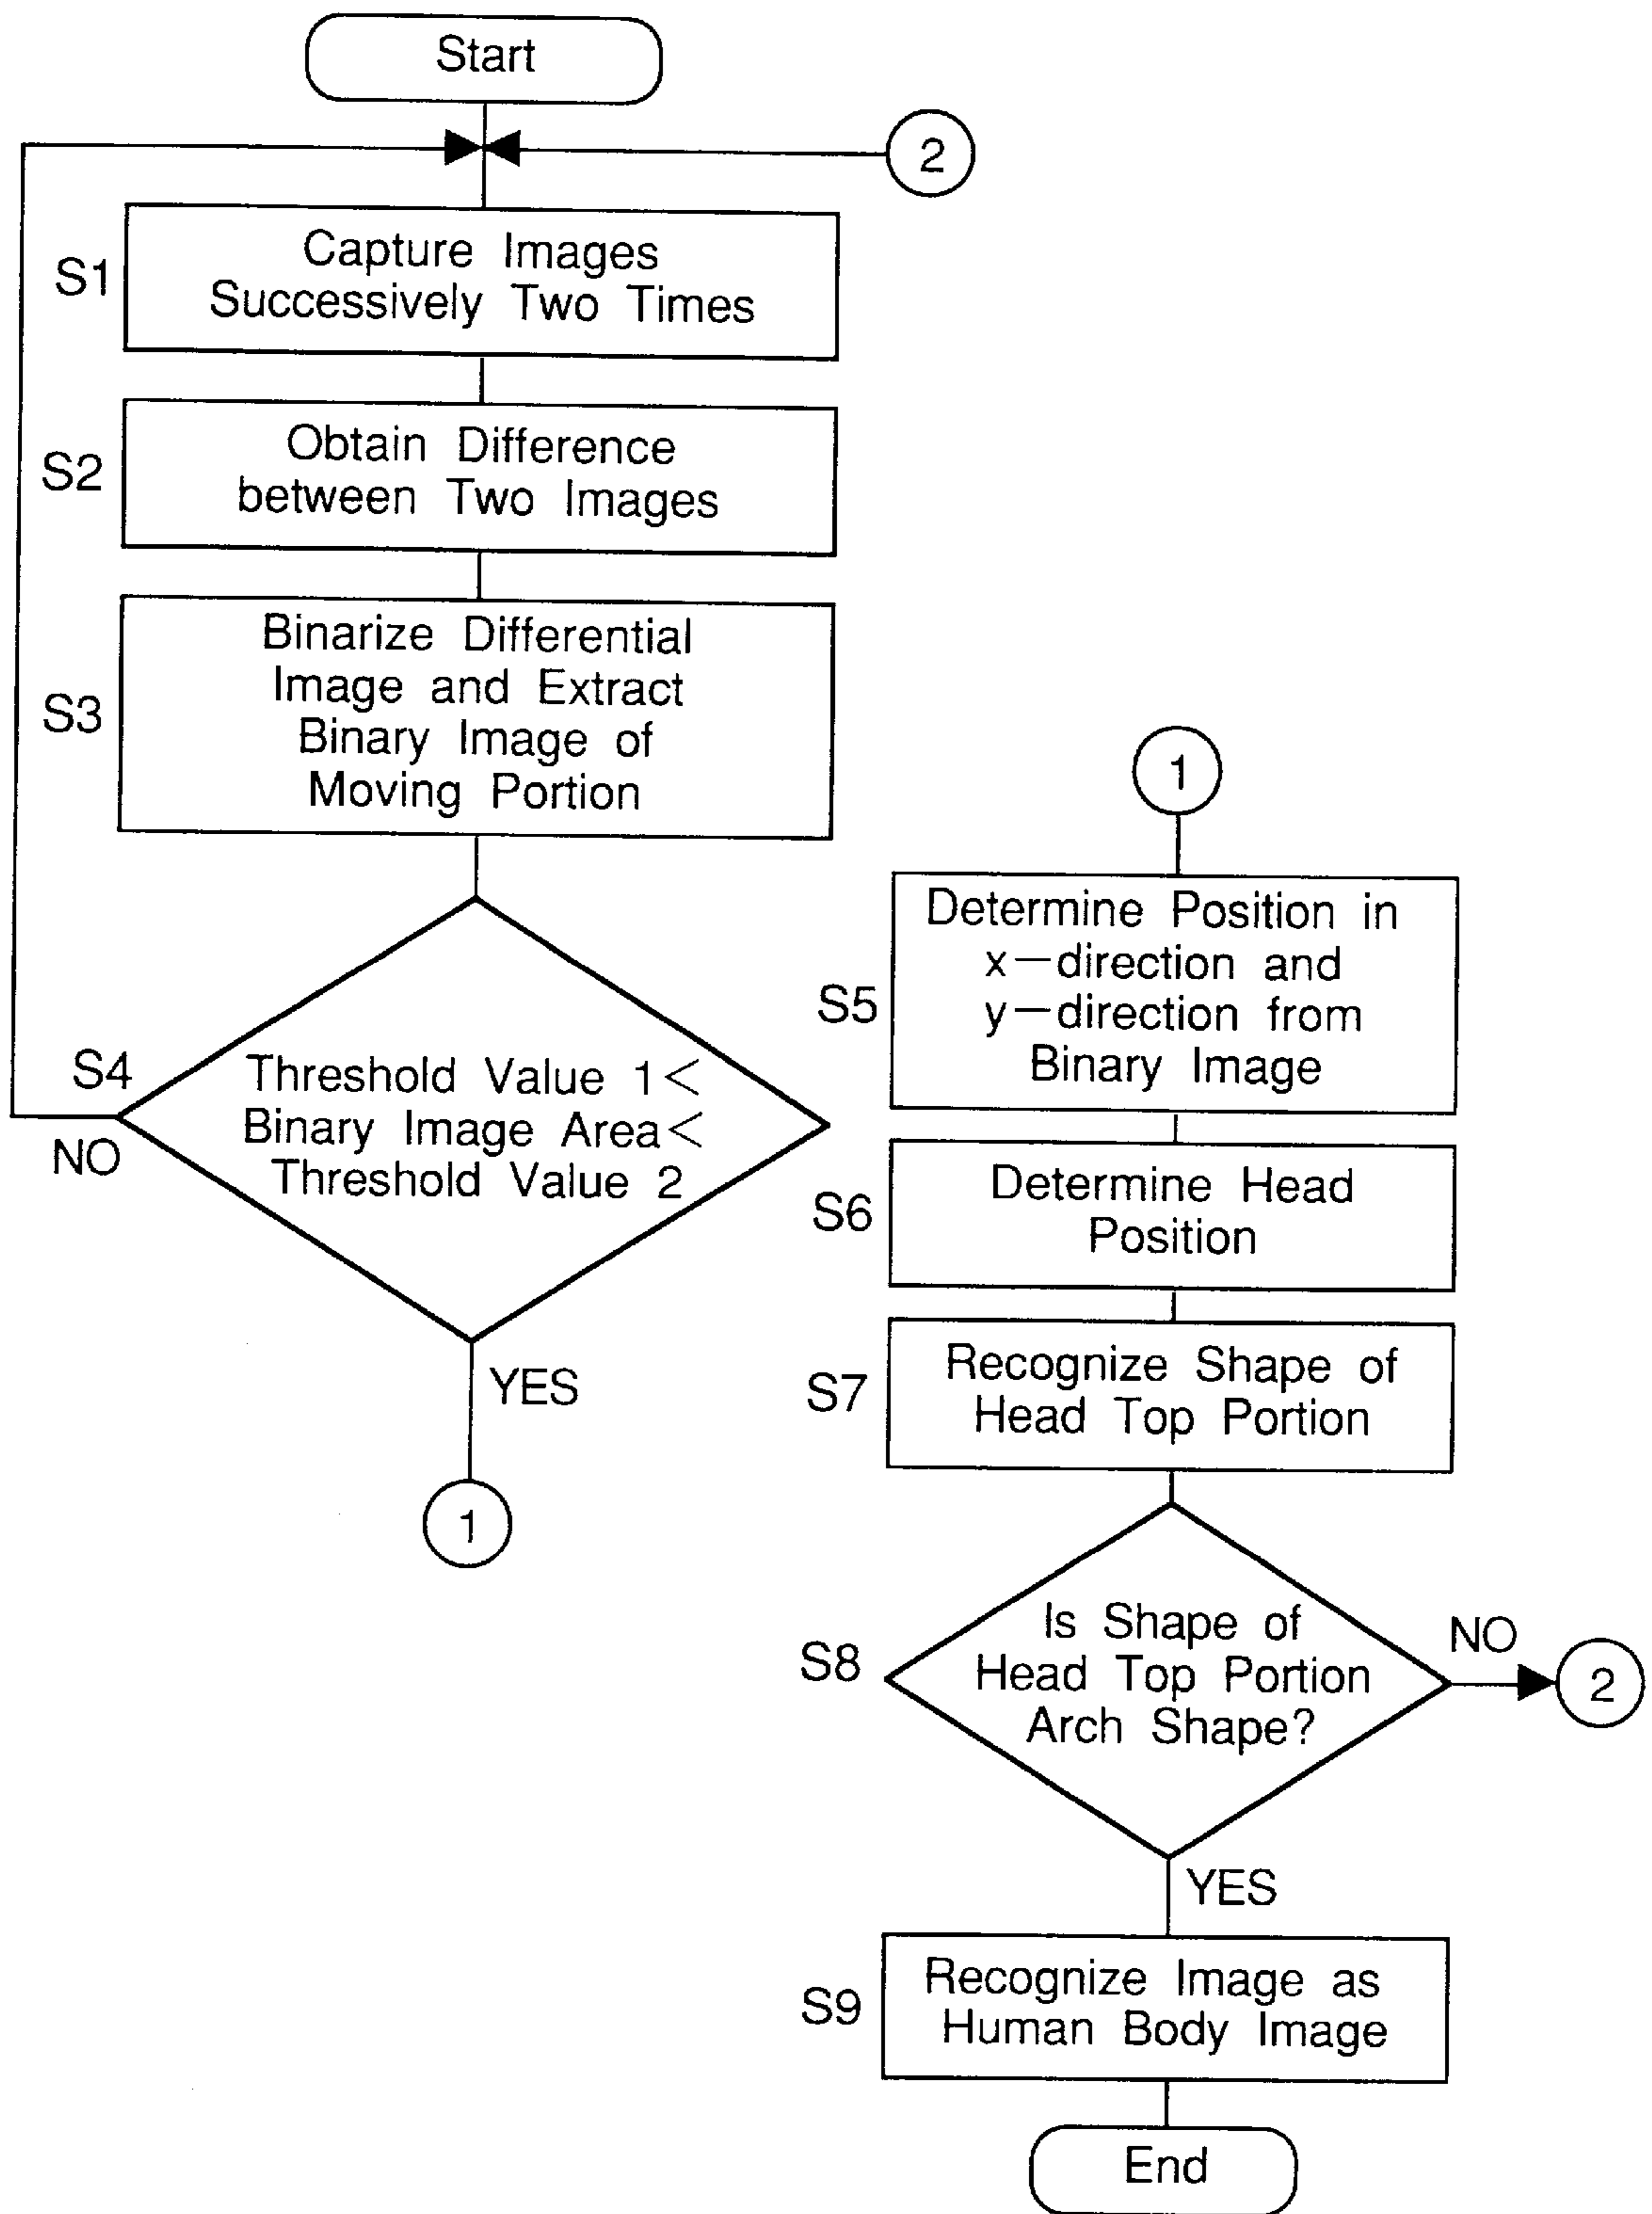 Start
2
S1
Capture Images
Successively Two Times
S2
Obtain Difference
between Two Images
S3
Binarize Differential
Image and Extract
Binary Image of
Moving Portion
S4
Threshold Value 1<
Binary Image Area<
Threshold Value 2
NO
YES
1
1
S5
Determine Position in
x—direction and
y—direction from
Binary Image
S6
Determine Head
Position
S7
Recognize Shape of
Head Top Portion
S8
Is Shape of
Head Top Portion
Arch Shape?
NO
2
YES
S9
Recognize Image as
Human Body Image
End